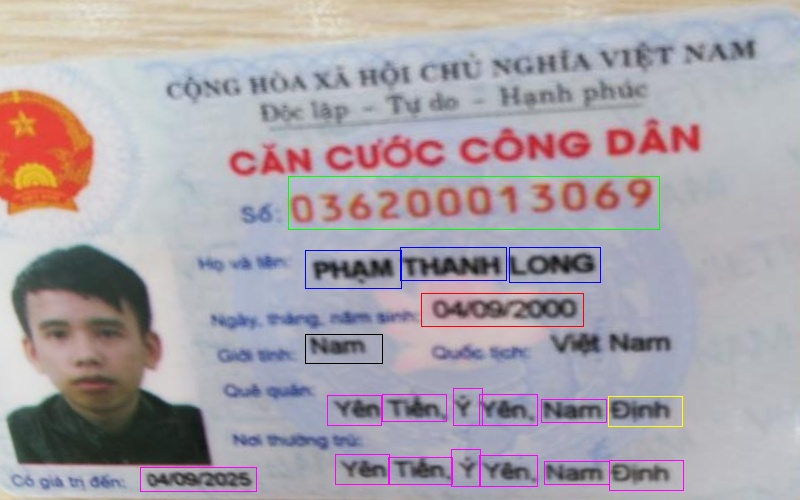 CỘNG HÒA XÃ HỘI CHỦ NGHĨA VIỆT NAM
Độc lập - Tự do - Hạnh phúc
CĂN CƯỚC CÔNG DÂN
Số: 036200013069
Họ và tên: PHẠM THANH LONG
Ngày, tháng, năm sinh: 04/09/2000
Giới tính: Nam Quốc tịch: Việt Nam
Quê quán:
Yên Tiến, Ý Yên, Nam Định
Nơi thường trú:
Yên Tiến, Ý Yên, Nam Định
Có giá trị đến: 04/09/2025